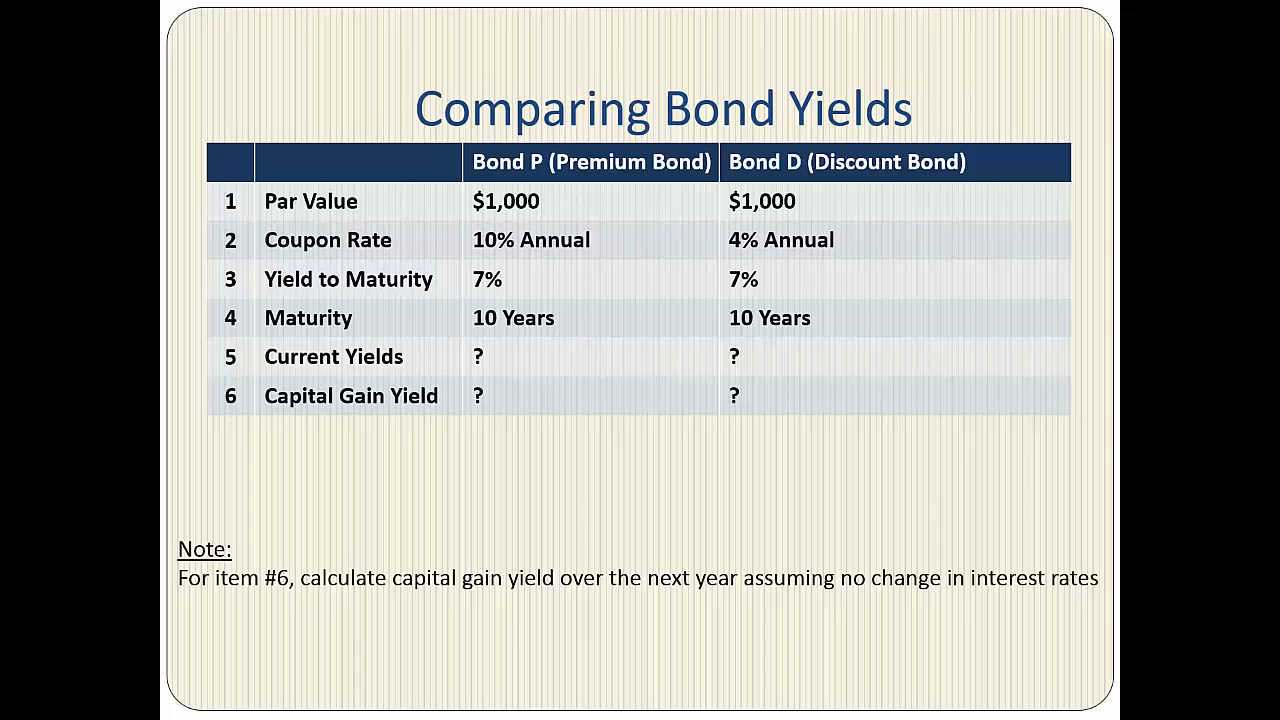 Comparing Bond Yields
Bond P (Premium Bond) Bond D (Discount Bond)
1 Par Value $1,000 $1,000
2 Coupon Rate 10% Annual 4% Annual
3 Yield to Maturity 7% 7%
4 Maturity 10 Years 10 Years
5 Current Yields ? ?
6 Capital Gain Yield ? ?
Note:
For item #6, calculate capital gain yield over the next year assuming no change in interest rates